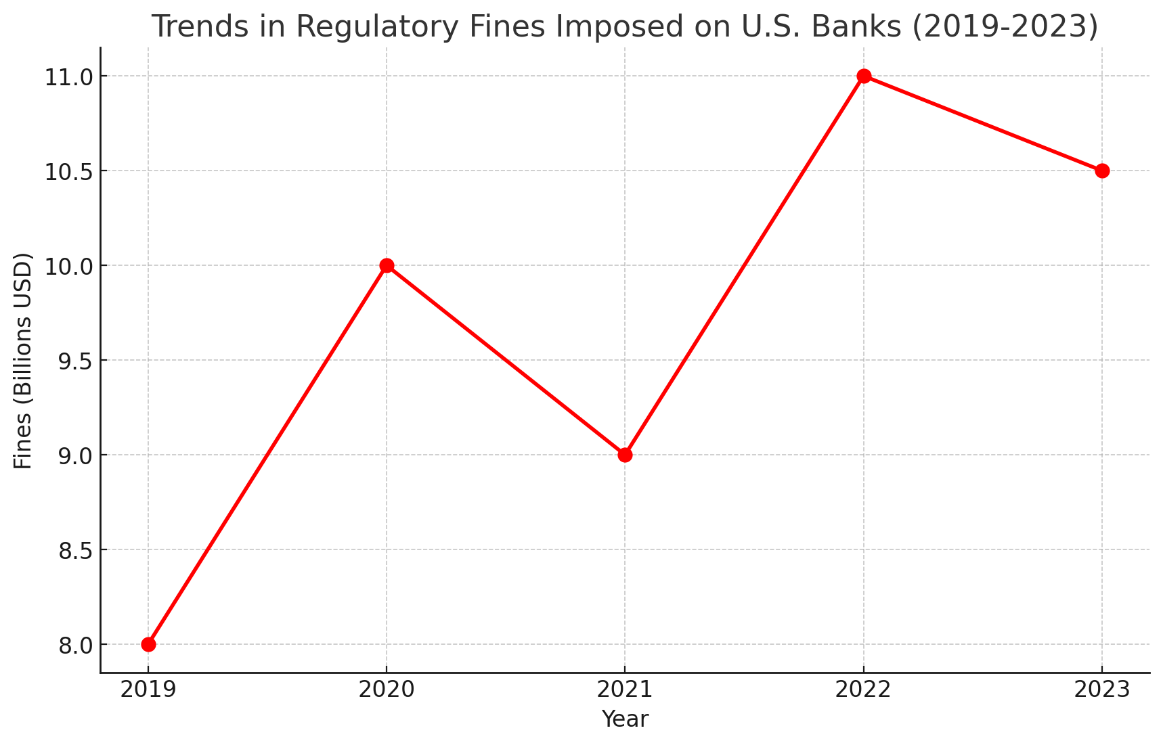 Trends in Regulatory Fines Imposed on U.S. Banks (2019-2023)
11.0
10.5
10.0
9.5
9.0
8.5
8.0
Fines (Billions USD)
2019 2020 2021 2022 2023
Year